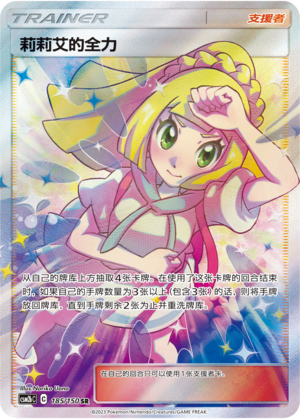 TRAINER
支援者
莉莉艾的全力
从自己的牌库上方抽取4张卡牌。在使用了这张卡牌的回合结束
时，如果自己的手牌数量为3张以上(包含3张)的话，则将手牌
放回牌库，直到手牌剩余2张为止并重洗牌库。
Illus. Noriko Uono
在自己的回合只可以使用1张支援者卡。
CSM2bC C 185/150 SR
©2023 Pokémon/Nintendo/Creatures/GAME FREAK.